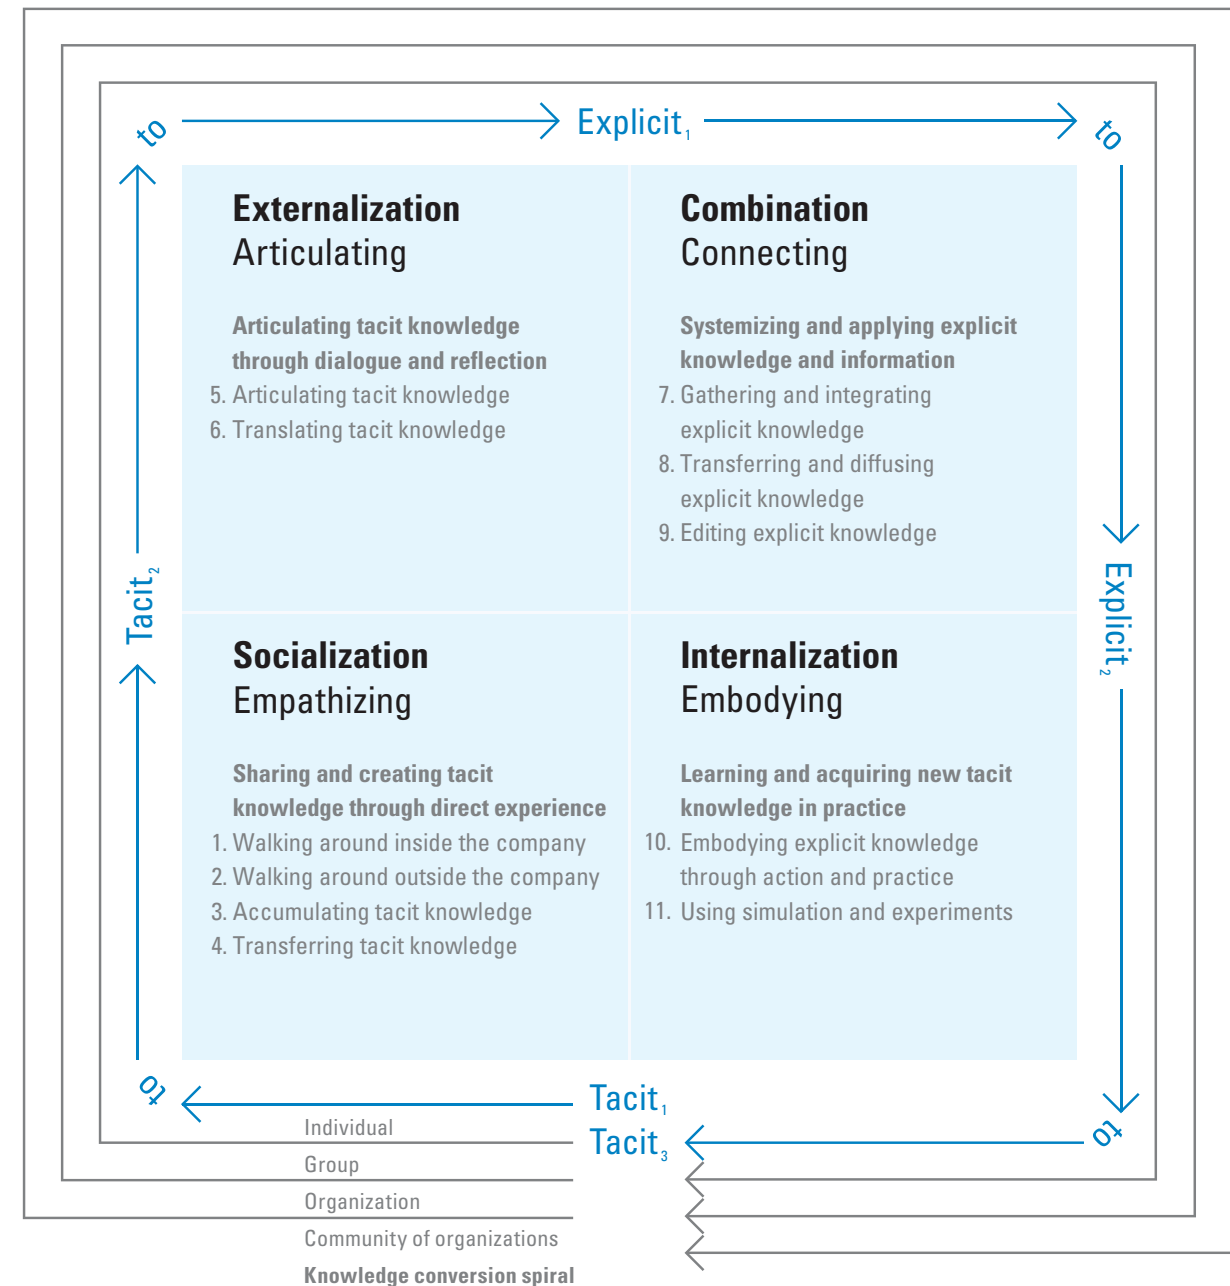 to
Explicit₁
to
Externalization
Articulating
Articulating tacit knowledge
through dialogue and reflection
5. Articulating tacit knowledge
6. Translating tacit knowledge
Combination
Connecting
Systemizing and applying explicit
knowledge and information
7. Gathering and integrating
explicit knowledge
8. Transferring and diffusing
explicit knowledge
9. Editing explicit knowledge
Tacit₂
Explicit₂
Socialization
Empathizing
Sharing and creating tacit
knowledge through direct experience
1. Walking around inside the company
2. Walking around outside the company
3. Accumulating tacit knowledge
4. Transferring tacit knowledge
Internalization
Embodying
Learning and acquiring new tacit
knowledge in practice
10. Embodying explicit knowledge
through action and practice
11. Using simulation and experiments
to
Tacit₁
Tacit₃
to
Individual
Group
Organization
Community of organizations
Knowledge conversion spiral